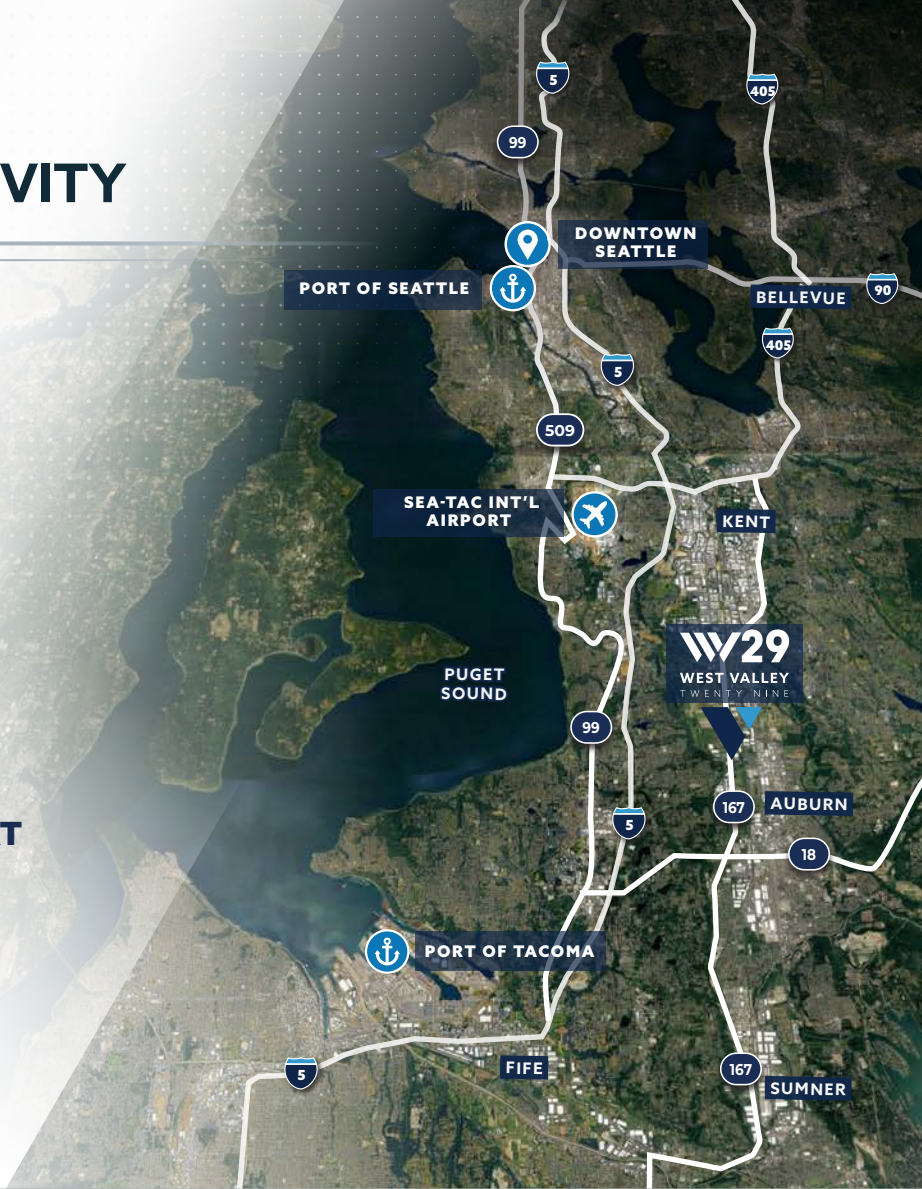 VITY
5
405
99
DOWNTOWN
SEATTLE
PORT OF SEATTLE
90
BELLEVUE
405
5
509
SEA-TAC INT'L
AIRPORT
KENT
W29
WEST VALLEY
TWENTY NINE
PUGET
SOUND
99
167
AUBURN
5
18
PORT OF TACOMA
FIFE
5
167
SUMNER